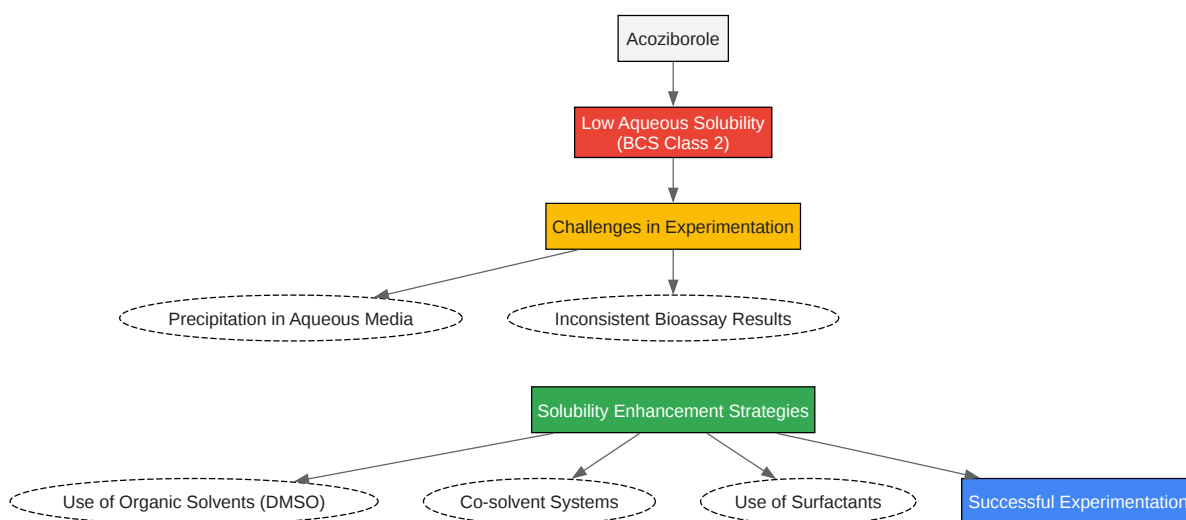 Acoziborole
Low Aqueous Solubility
(BCS Class 2)
Challenges in Experimentation
Precipitation in Aqueous Media
Inconsistent Bioassay Results
Solubility Enhancement Strategies
Use of Organic Solvents (DMSO)
Co-solvent Systems
Use of Surfactants
Successful Experimentation